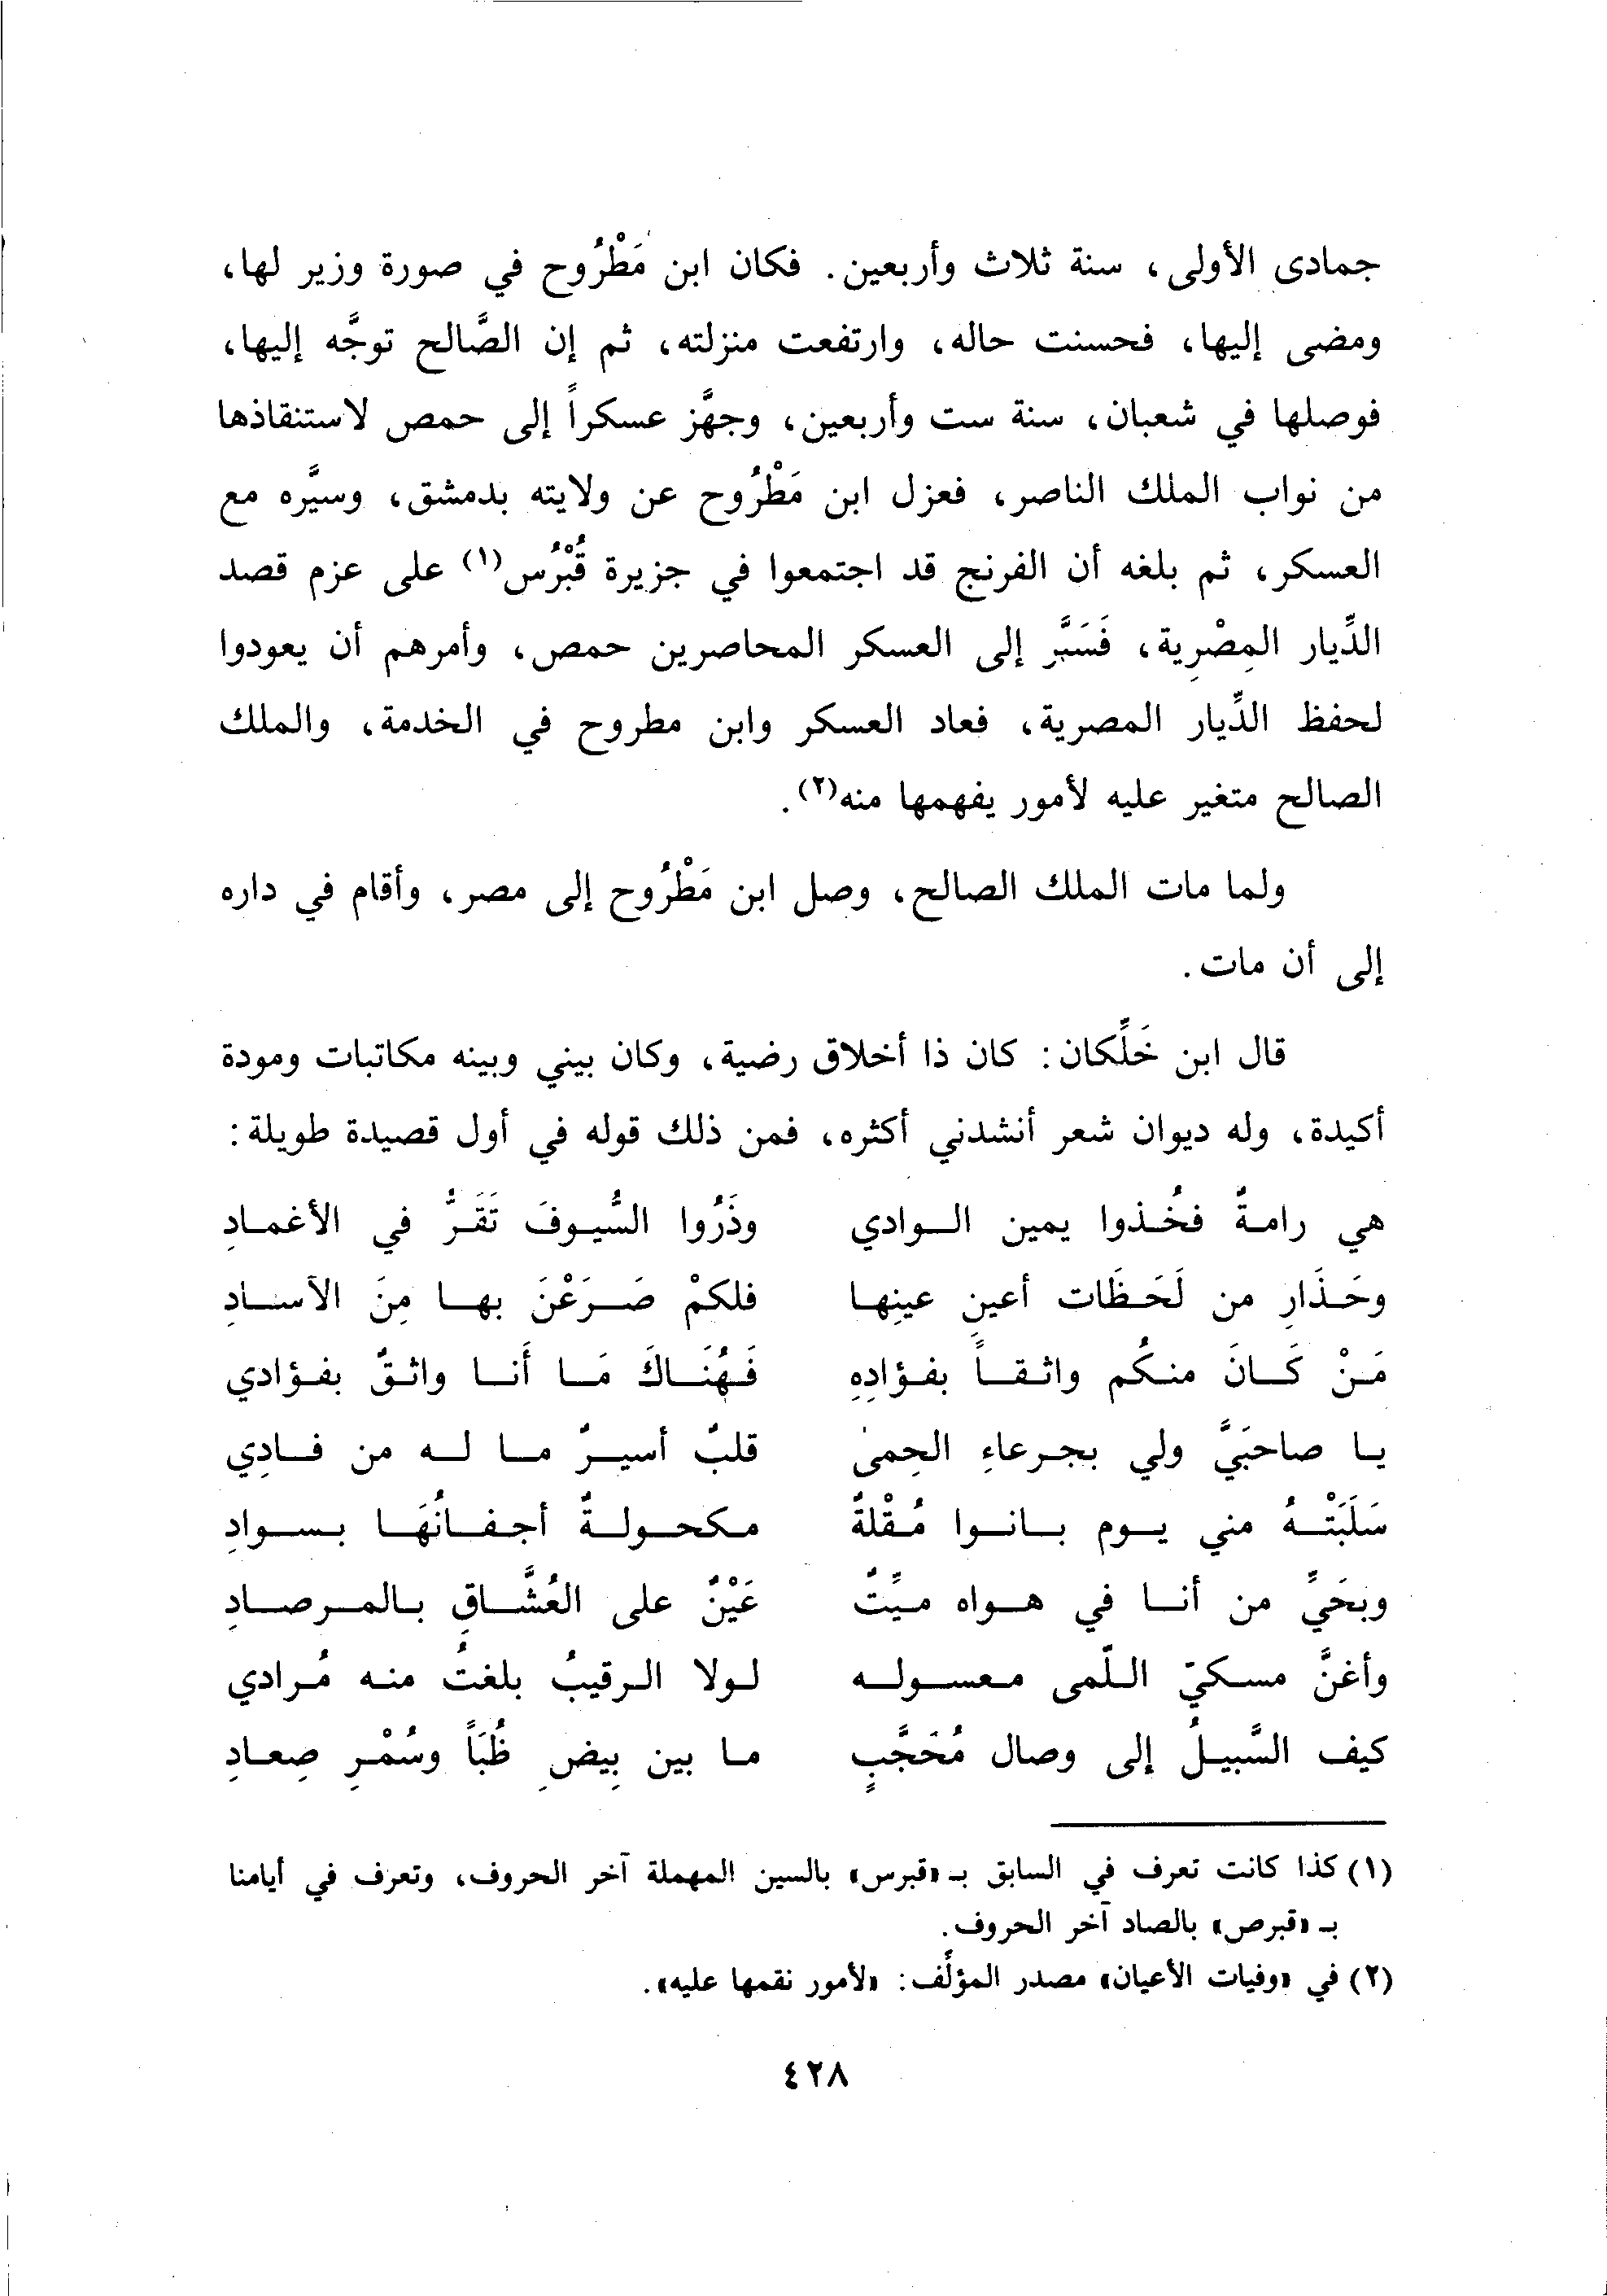 جمادى الأولى، سنة ثلاث وأربعين. فكان ابن مَطْرُوح في صورة وزير لها،
ومضى إليها، فحسنت حاله، وارتفعت منزلته، ثم إن الصَّالح توجَّه إليها،
فوصلها في شعبان، سنة ست وأربعين، وجهَّز عسكراً إلى حمص لاستنقاذها
من نواب الملك الناصر، فعزل ابن مَطْرُوح عن ولايته بدمشق، وسيَّره مع
العسكر، ثم بلغه أن الفرنج قد اجتمعوا في جزيرة قُبْرُس(١) على عزم قصد
الدِّيار المِصْرِية، فَسَيَّر إلى العسكر المحاصرين حمص، وأمرهم أن يعودوا
لحفظ الدِّيار المصرية، فعاد العسكر وابن مطروح في الخدمة، والملك
الصالح متغير عليه لأمور يفهمها منه(٢).
ولما مات الملك الصالح، وصل ابن مَطْرُوح إلى مصر، وأقام في داره
إلى أن مات.
قال ابن خَلِّكان: كان ذا أخلاق رضية، وكان بيني وبينه مكاتبات ومودة
أكيدة، وله ديوان شعر أنشدني أكثره، فمن ذلك قوله في أول قصيدة طويلة:
هي رامةٌ فخُذوا يمين الوادي وذَرُوا السُّيوفَ تَقَرُّ في الأغمادِ
وحَذَارِ من لَحَظَات أعينِ عينِها فلكمْ صَرَعْنَ بها مِنَ الآسادِ
مَنْ كَانَ منكُم واثقاً بفؤادِهِ فَهُنَاكَ مَا أَنا واثقٌ بفؤادي
يا صاحبَيَّ ولي بجرعاءِ الحِمىٰ قلبٌ أسيرٌ ما له من فادِي
سَلَبَتْهُ مني يوم بانوا مُقْلةٌ مكحولةٌ أجفانُهَا بسوادِ
وبحَيِّ من أنا في هواه ميِّتٌ عَيْنٌ على العُشَّاقِ بالمرصادِ
وأغنَّ مسكيّ اللّمى معسوله لولا الرقيبُ بلغتُ منه مُرادي
كيف السَّبيلُ إلى وصال مُحَجَّبٍ ما بين بِيضِ ظُبَاً وسُمْرِ صِعادِ
(١) كذا كانت تعرف في السابق بـ «قبرس» بالسين المهملة آخر الحروف، وتعرف في أيامنا
بـ «قبرص» بالصاد آخر الحروف.
(٢) في «وفيات الأعيان» مصدر المؤلِّف: «لأمور نقمها عليه».
٤٢٨